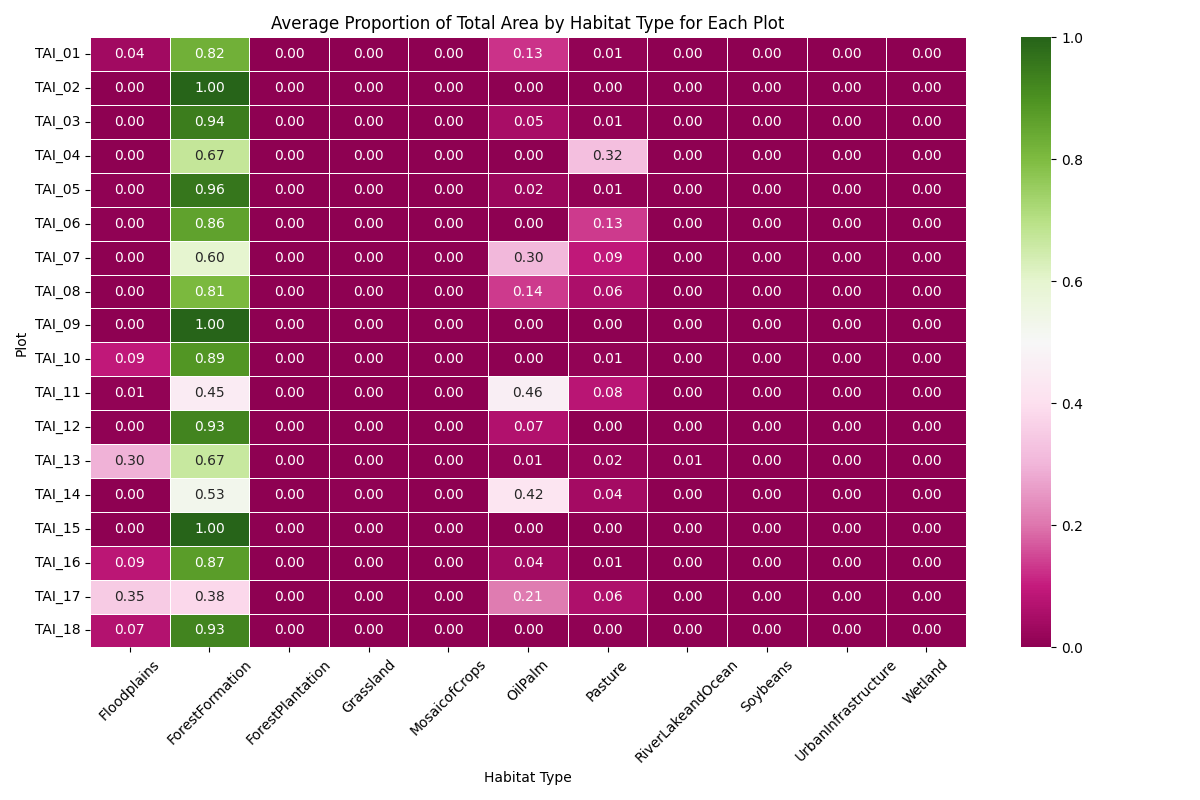 Average Proportion of Total Area by Habitat Type for Each Plot
TAI_01 0.04 0.82 0.00 0.00 0.00 0.13 0.01 0.00 0.00 0.00 0.00
TAI_02 0.00 1.00 0.00 0.00 0.00 0.00 0.00 0.00 0.00 0.00 0.00
TAI_03 0.00 0.94 0.00 0.00 0.00 0.05 0.01 0.00 0.00 0.00 0.00
TAI_04 0.00 0.67 0.00 0.00 0.00 0.00 0.32 0.00 0.00 0.00 0.00
TAI_05 0.00 0.96 0.00 0.00 0.00 0.02 0.01 0.00 0.00 0.00 0.00
TAI_06 0.00 0.86 0.00 0.00 0.00 0.00 0.13 0.00 0.00 0.00 0.00
TAI_07 0.00 0.60 0.00 0.00 0.00 0.30 0.09 0.00 0.00 0.00 0.00
TAI_08 0.00 0.81 0.00 0.00 0.00 0.14 0.06 0.00 0.00 0.00 0.00
TAI_09 0.00 1.00 0.00 0.00 0.00 0.00 0.00 0.00 0.00 0.00 0.00
TAI_10 0.09 0.89 0.00 0.00 0.00 0.00 0.01 0.00 0.00 0.00 0.00
TAI_11 0.01 0.45 0.00 0.00 0.00 0.46 0.08 0.00 0.00 0.00 0.00
TAI_12 0.00 0.93 0.00 0.00 0.00 0.07 0.00 0.00 0.00 0.00 0.00
TAI_13 0.30 0.67 0.00 0.00 0.00 0.01 0.02 0.01 0.00 0.00 0.00
TAI_14 0.00 0.53 0.00 0.00 0.00 0.42 0.04 0.00 0.00 0.00 0.00
TAI_15 0.00 1.00 0.00 0.00 0.00 0.00 0.00 0.00 0.00 0.00 0.00
TAI_16 0.09 0.87 0.00 0.00 0.00 0.04 0.01 0.00 0.00 0.00 0.00
TAI_17 0.35 0.38 0.00 0.00 0.00 0.21 0.06 0.00 0.00 0.00 0.00
TAI_18 0.07 0.93 0.00 0.00 0.00 0.00 0.00 0.00 0.00 0.00 0.00
Plot
Floodplains
ForestFormation
ForestPlantation
Grassland
MosaicofCrops
OilPalm
Pasture
RiverLakeandOcean
Soybeans
UrbanInfrastructure
Wetland
Habitat Type
1.0
0.8
0.6
0.4
0.2
0.0